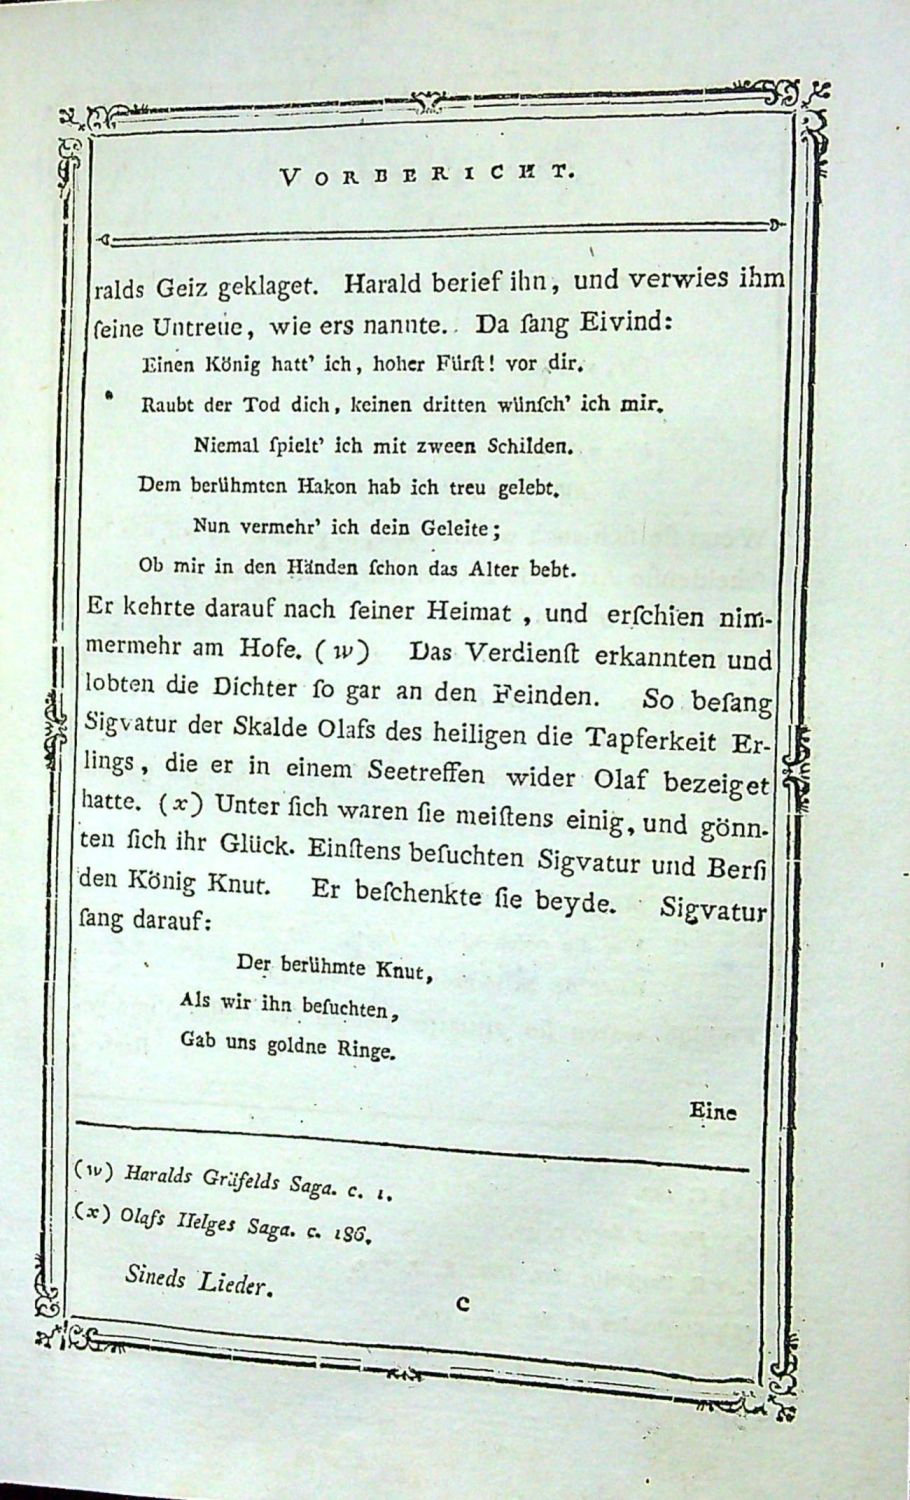 VORBERICHT.
ralds Geiz geklaget. Harald berief ihn, und verwies ihm
ſeine Untreue, wie ers nannte. Da ſang Eivind:
Einen König hatt' ich, hoher Fürſt! vor dir.
Raubt der Tod dich, keinen dritten wünſch' ich mir.
Niemal ſpielt' ich mit zween Schilden.
Dem berühmten Hakon hab ich treu gelebt.
Nun vermehr' ich dein Geleite;
Ob mir in den Händen ſchon das Alter bebt.
Er kehrte darauf nach ſeiner Heimat, und erſchien nim-
mermehr am Hofe. (w) Das Verdienſt erkannten und
lobten die Dichter ſo gar an den Feinden. So beſang
Sigvatur der Skalde Olafs des heiligen die Tapferkeit Er-
lings, die er in einem Seetreffen wider Olaf bezeiget
hatte. (x) Unter ſich waren ſie meiſtens einig, und gönn-
ten ſich ihr Glück. Einſtens beſuchten Sigvatur und Berſi
den König Knut. Er beſchenkte ſie beyde. Sigvatur
ſang darauf:
Der berühmte Knut,
Als wir ihn beſuchten,
Gab uns goldne Ringe.
Eine
(w) Haralds Gräfelds Saga. c. 1.
(x) Olafs Helges Saga. c. 186.
Sineds Lieder. C